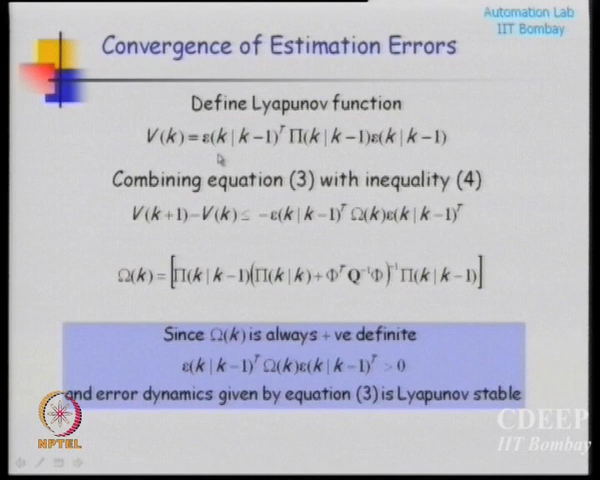 Automation Lab
IIT Bombay
Convergence of Estimation Errors
Define Lyapunov function
V(k) = ε(k | k−1)ᵀ Π(k | k−1)ε(k | k−1)
Combining equation (3) with inequality (4)
V(k+1)−V(k) ≤ −ε(k | k−1)ᵀ Ω(k)ε(k | k−1)ᵀ
Ω(k) = [Π(k | k−1)(Π(k | k) + Φᵀ Q⁻¹Φ)⁻¹ Π(k | k−1)]
Since Ω(k) is always +ve definite
ε(k | k−1)ᵀ Ω(k)ε(k | k−1)ᵀ > 0
and error dynamics given by equation (3) is Lyapunov stable
NPTEL
CDEEP
IIT Bombay